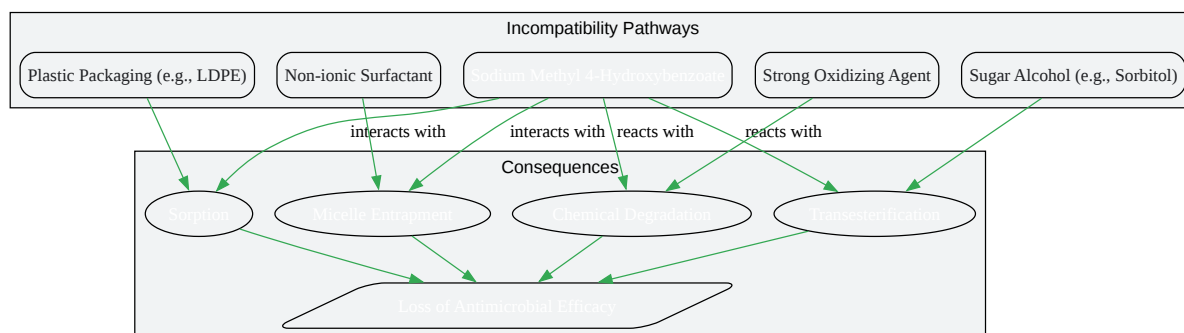 Incompatibility Pathways
Plastic Packaging (e.g., LDPE)
Non-ionic Surfactant
Sodium Methyl 4-Hydroxybenzoate
Strong Oxidizing Agent
Sugar Alcohol (e.g., Sorbitol)
interacts with
interacts with
reacts with
reacts with
Consequences
Sorption
Micelle Entrapment
Chemical Degradation
Transesterification
Loss of Antimicrobial Efficacy